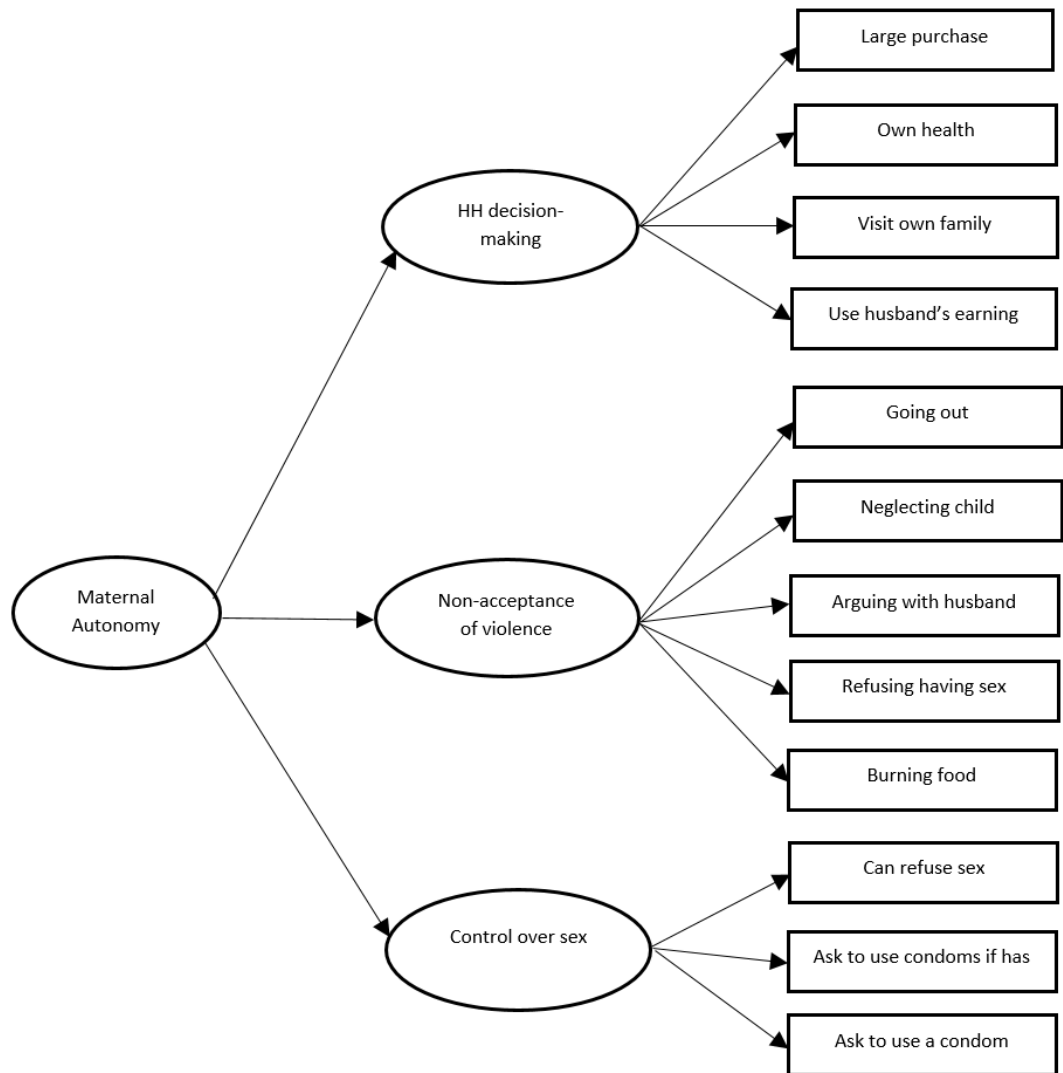 Large purchase
Own health
HH decision-
making
Visit own family
Use husband’s earning
Going out
Neglecting child
Maternal
Autonomy
Non-acceptance
of violence
Arguing with husband
Refusing having sex
Burning food
Can refuse sex
Control over sex
Ask to use condoms if has
Ask to use a condom